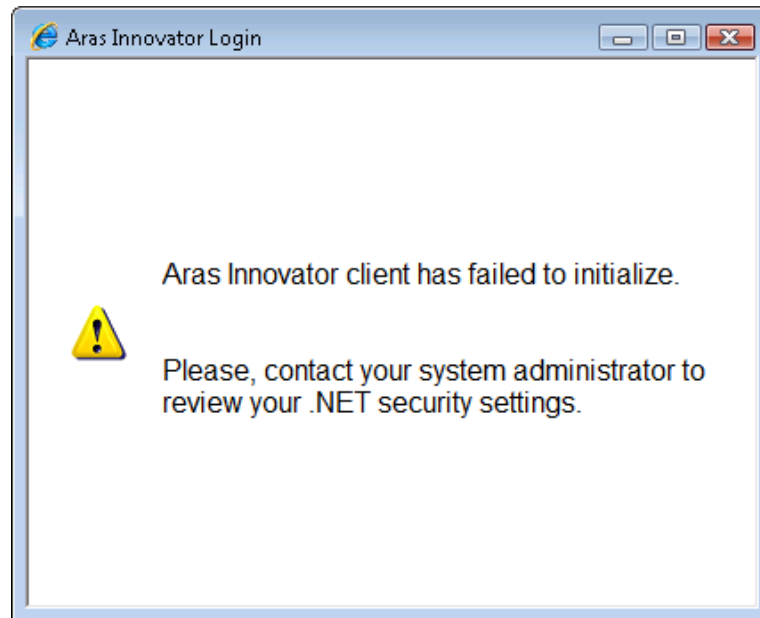 Aras Innovator Login
Aras Innovator client has failed to initialize.
Please, contact your system administrator to
review your .NET security settings.